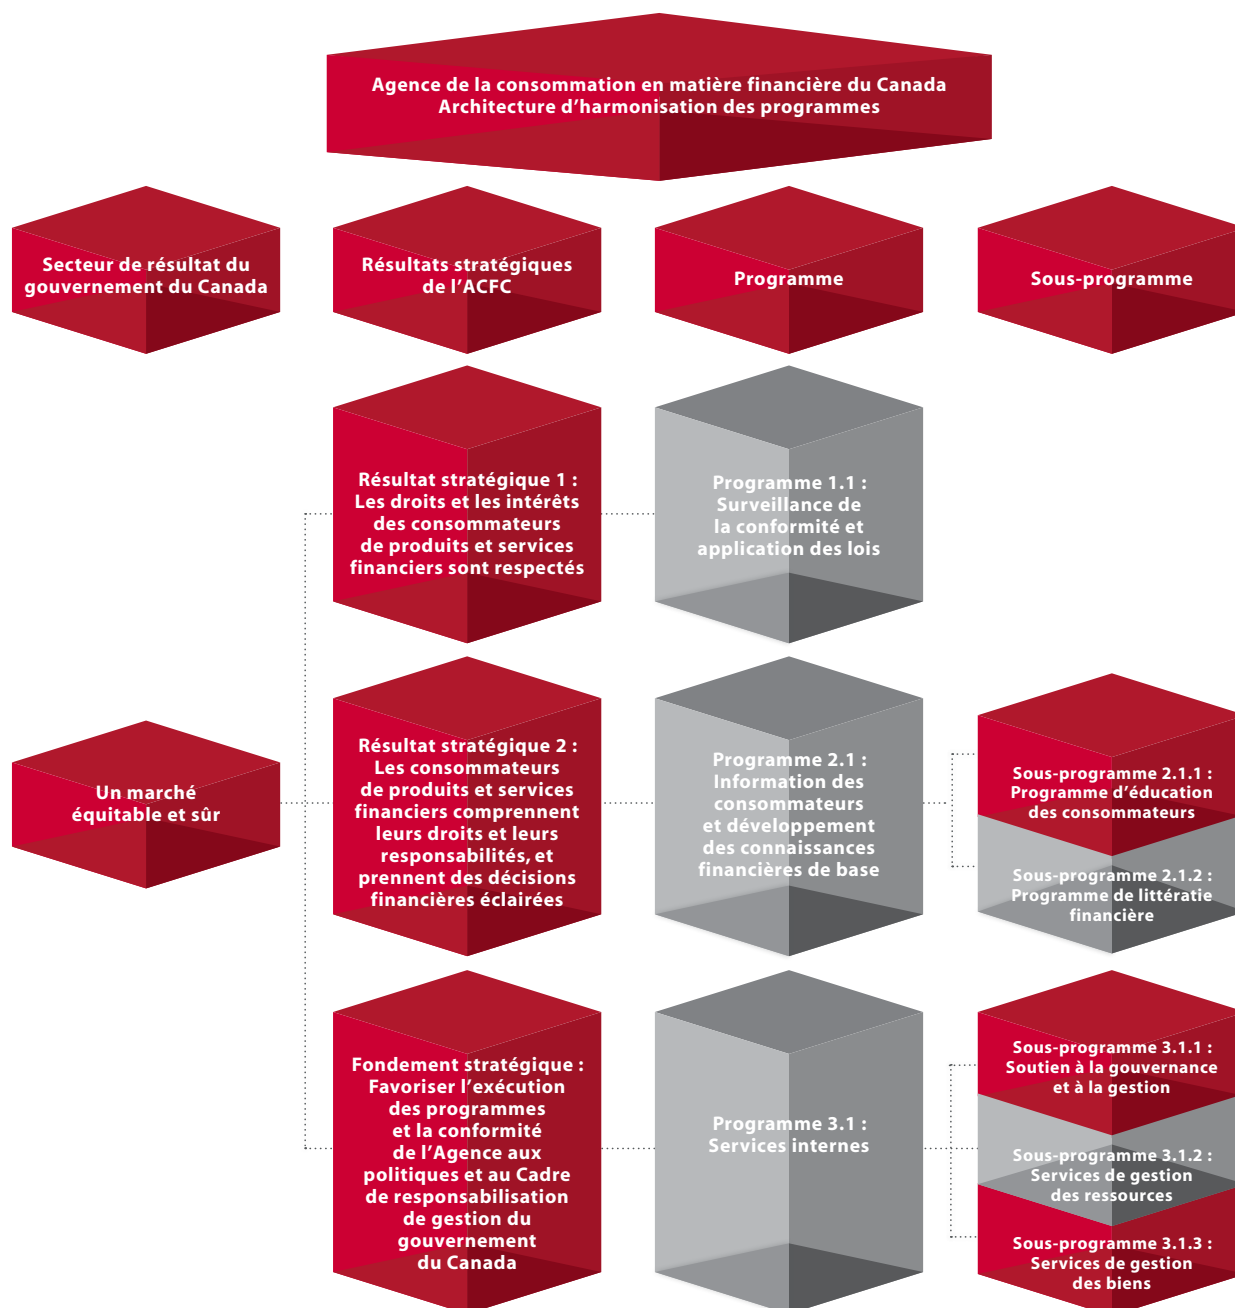 Agence de la consommation en matière financière du Canada
Architecture d’harmonisation des programmes
Secteur de résultat du
gouvernement du Canada
Résultats stratégiques
de l’ACFC
Programme
Sous-programme
Résultat stratégique 1 :
Les droits et les intérêts
des consommateurs
de produits et services
financiers sont respectés
Programme 1.1 :
Surveillance de
la conformité et
application des lois
Un marché
équitable et sûr
Résultat stratégique 2 :
Les consommateurs
de produits et services
financiers comprennent
leurs droits et leurs
responsabilités, et
prennent des décisions
financières éclairées
Programme 2.1 :
Information des
consommateurs
et développement
des connaissances
financières de base
Sous-programme 2.1.1 :
Programme d’éducation
des consommateurs
Sous-programme 2.1.2 :
Programme de littératie
financière
Fondement stratégique :
Favoriser l’exécution
des programmes
et la conformité
de l’Agence aux
politiques et au Cadre
de responsabilisation
de gestion du
gouvernement
du Canada
Programme 3.1 :
Services internes
Sous-programme 3.1.1 :
Soutien à la gouvernance
et à la gestion
Sous-programme 3.1.2 :
Services de gestion
des ressources
Sous-programme 3.1.3 :
Services de gestion
des biens